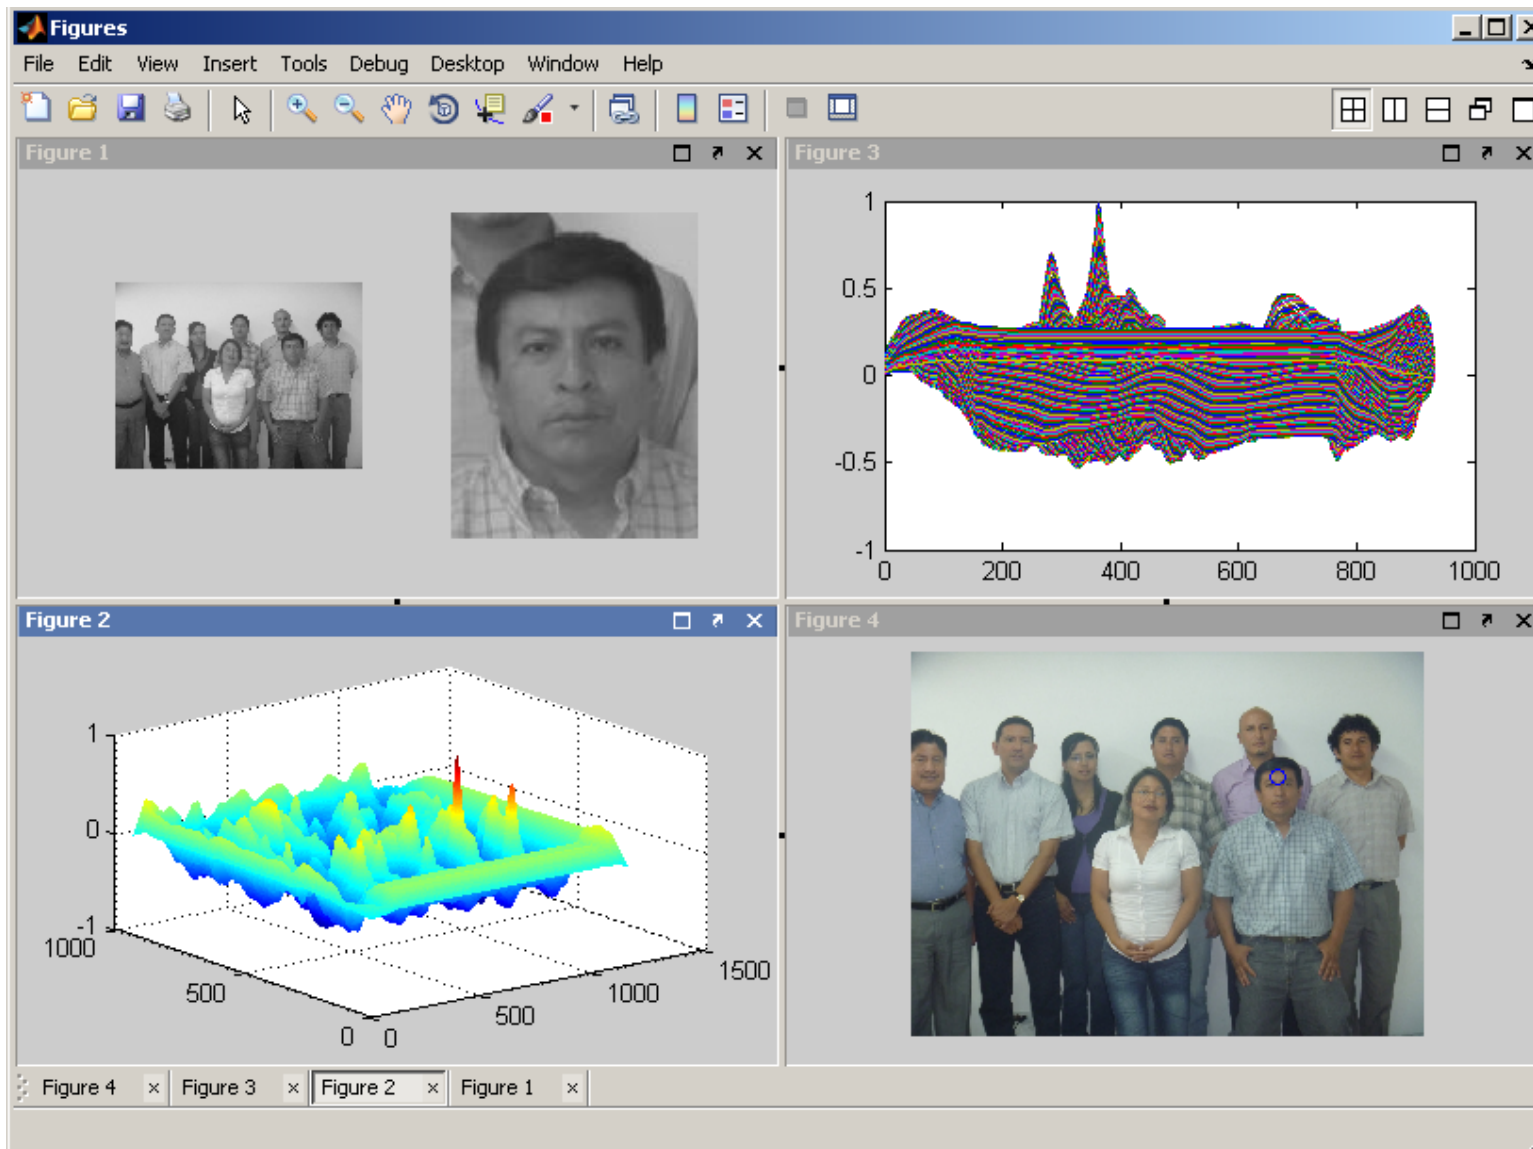 Figures
File Edit View Insert Tools Debug Desktop Window Help
Figure 1
Figure 3
1
0.5
0
-0.5
-1
0 200 400 600 800 1000
Figure 2
1
0
-1
1000
500
0
0
500
1000
1500
Figure 4
Figure 4 Figure 3 Figure 2 Figure 1